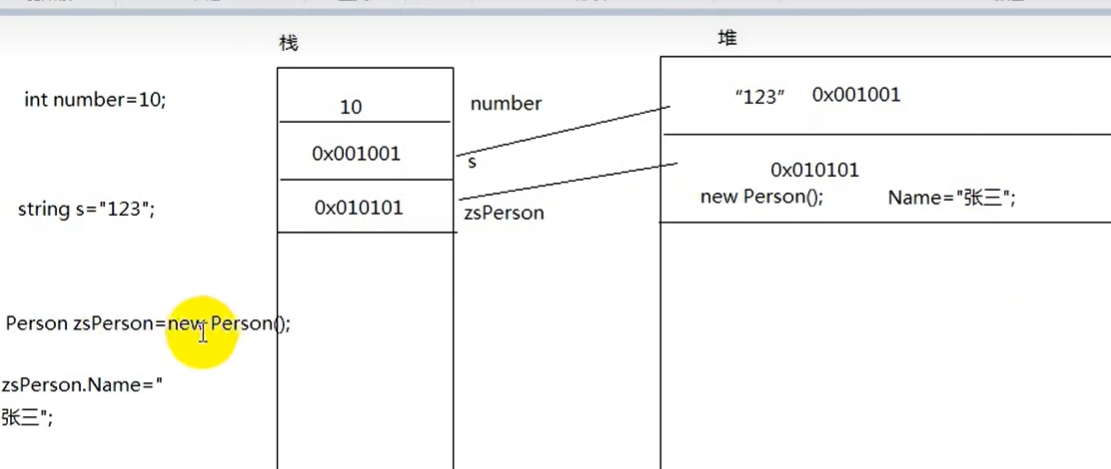 栈
堆
int number=10;
10
number
"123" 0x001001
0x001001
s
0x010101
new Person(); Name="张三";
string s="123";
0x010101
zsPerson
Person zsPerson=new Person();
zsPerson.Name="
张三";